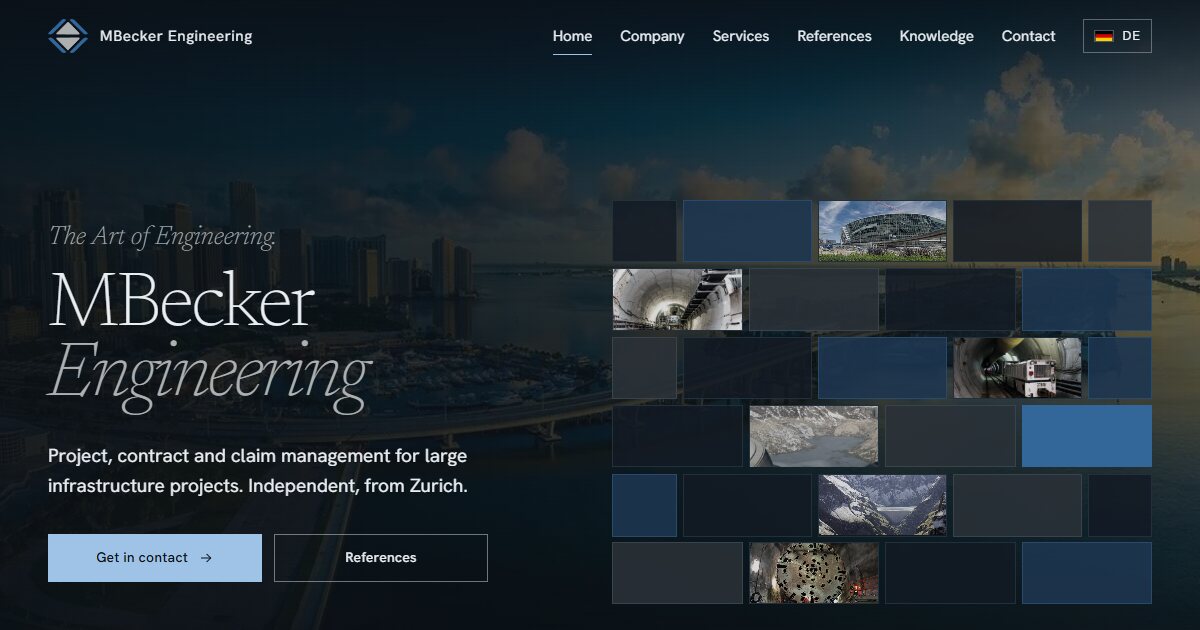 MBecker Engineering
Home
Company
Services
References
Knowledge
Contact
DE
The Art of Engineering.
MBecker
Engineering
Project, contract and claim management for large
infrastructure projects. Independent, from Zurich.
Get in contact →
References